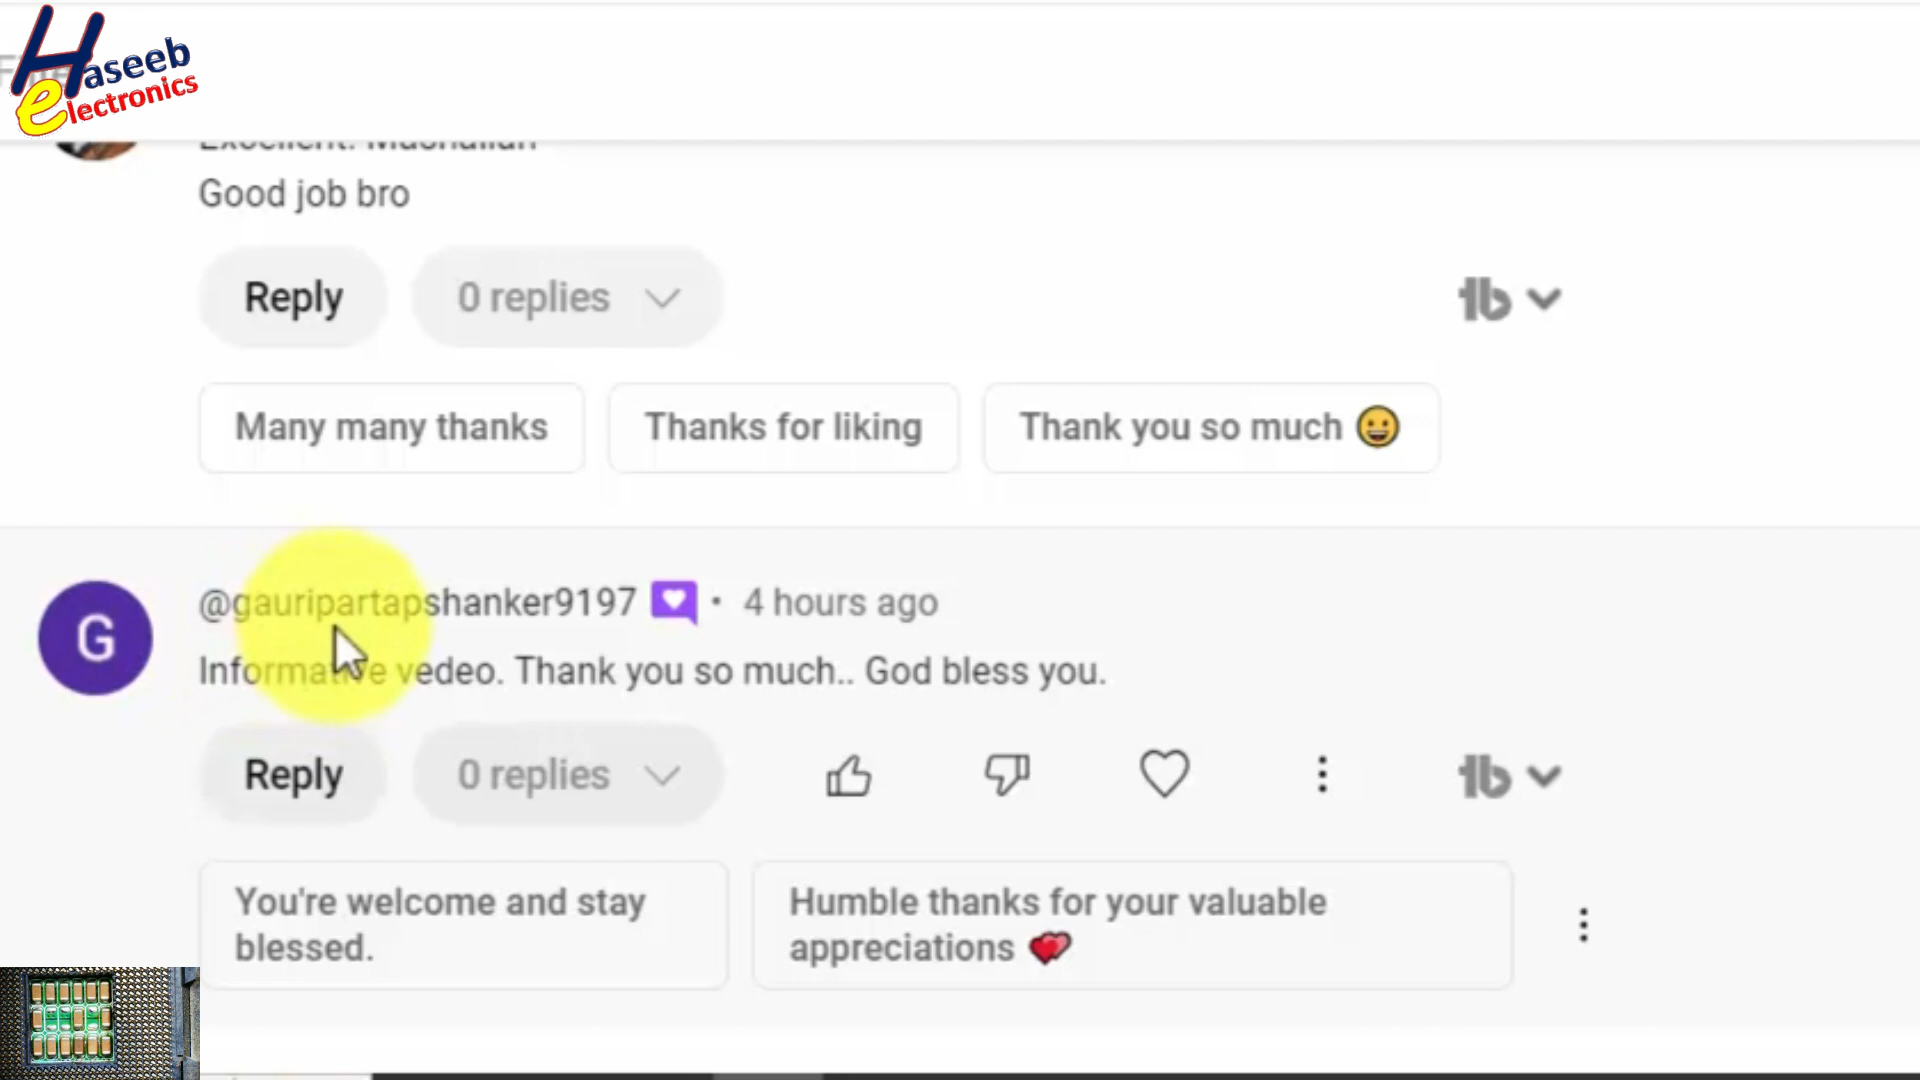 Haseeb
electronics
Excellent. Mashallah
Good job bro
Reply
0 replies
Many many thanks
Thanks for liking
Thank you so much 😀
@gauripartapshanker9197 • 4 hours ago
G
Informative vedeo. Thank you so much.. God bless you.
Reply
0 replies
You're welcome and stay
blessed.
Humble thanks for your valuable
appreciations 💕